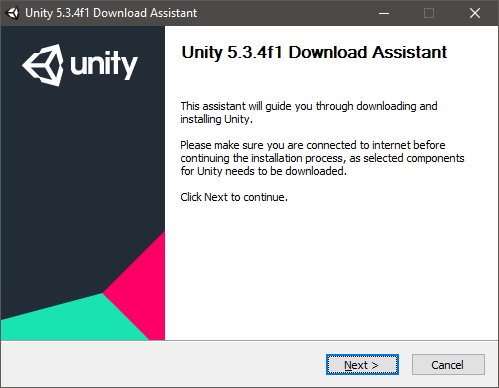 Unity 5.3.4f1 Download Assistant
unity
Unity 5.3.4f1 Download Assistant
This assistant will guide you through downloading and
installing Unity.
Please make sure you are connected to internet before
continuing the installation process, as selected components
for Unity needs to be downloaded.
Click Next to continue.
Next >
Cancel